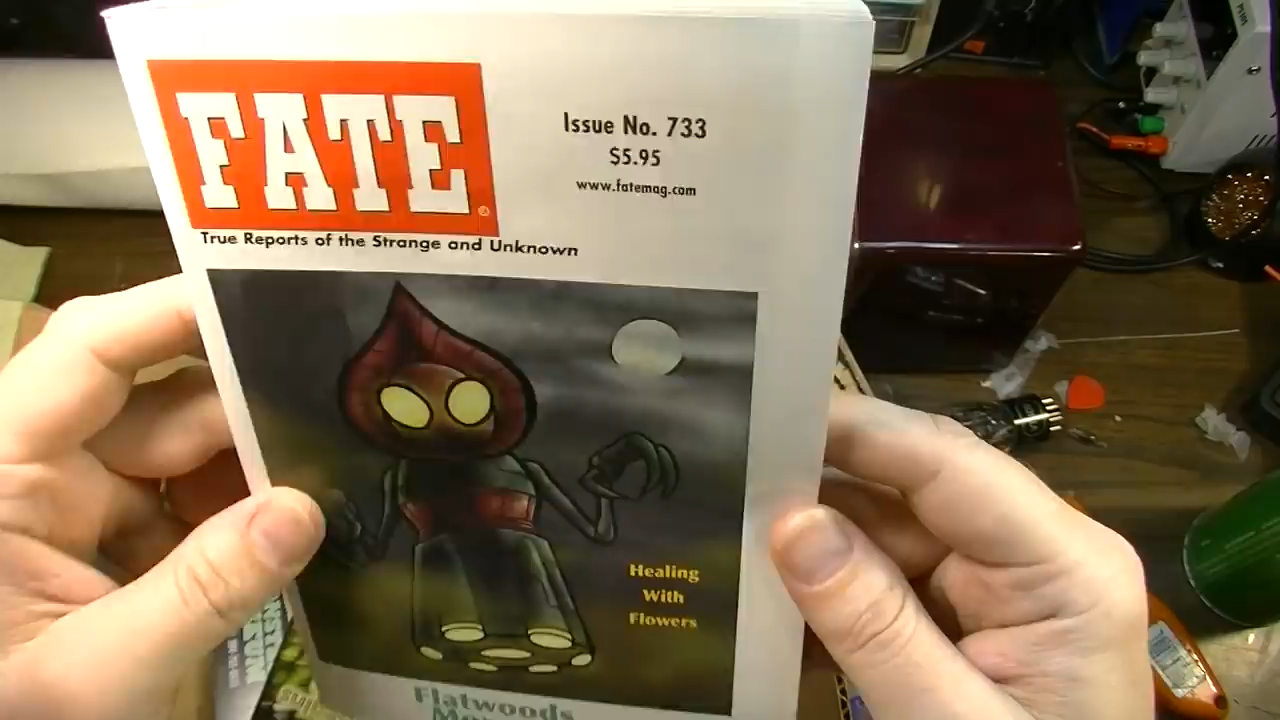 FATE
Issue No. 733
$5.95
www.fatemag.com
True Reports of the Strange and Unknown
Healing
With
Flowers
Flatwoods